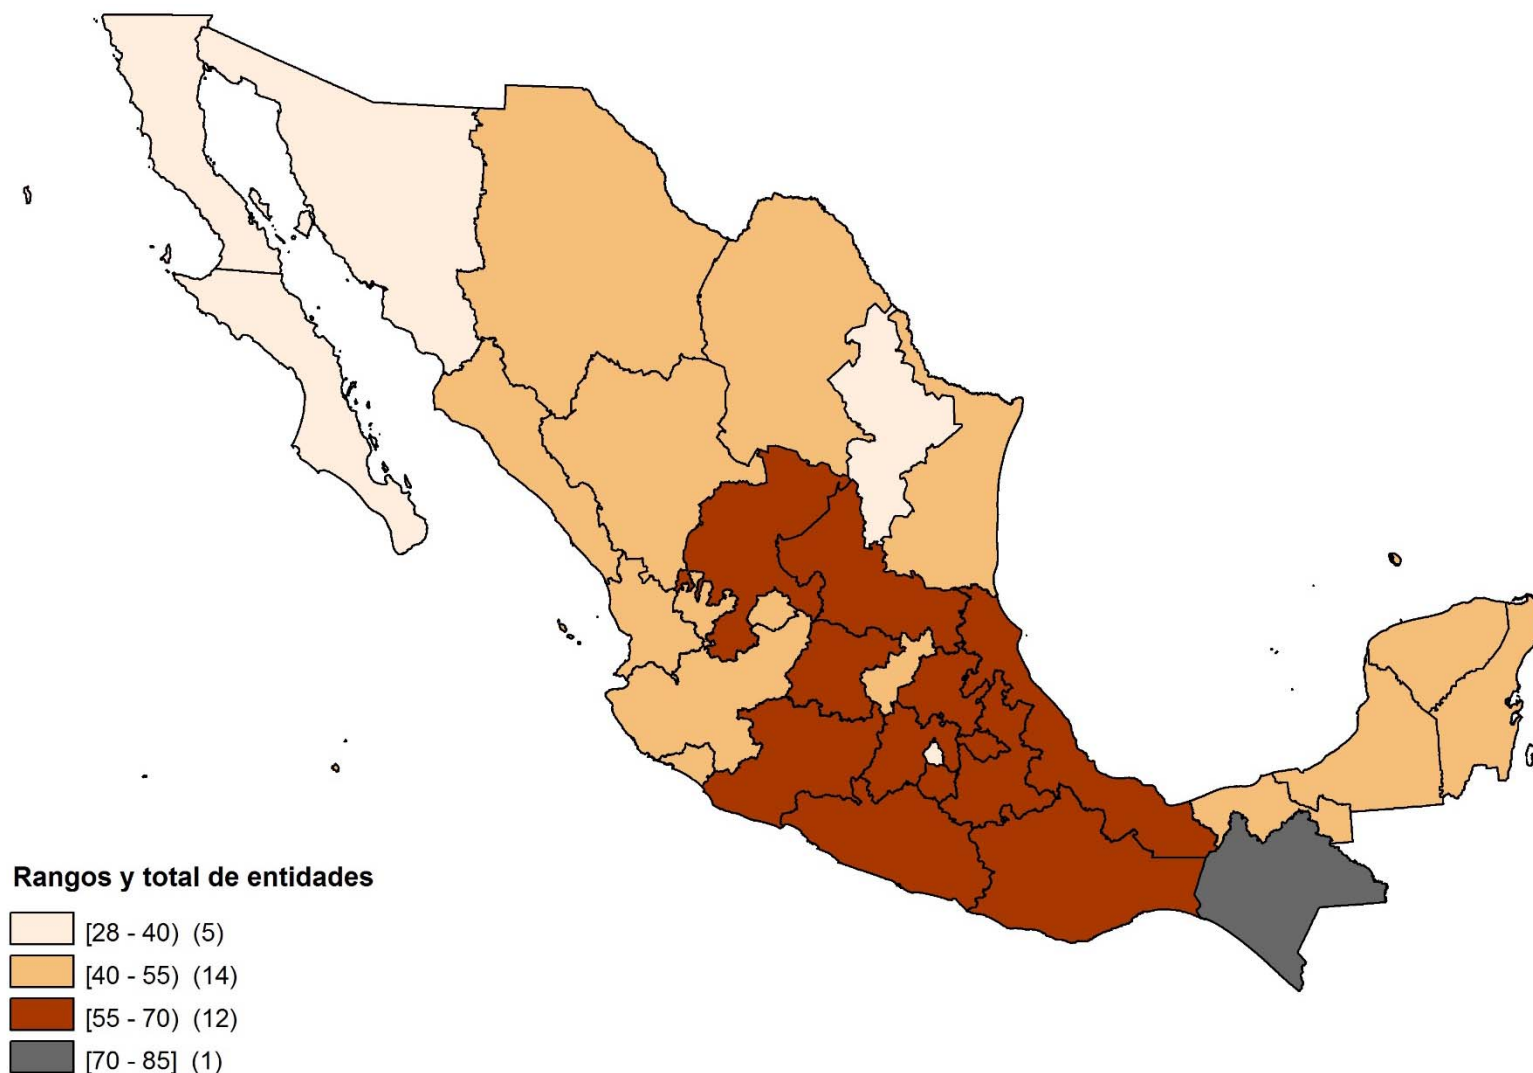 Rangos y total de entidades
[28 - 40) (5)
[40 - 55) (14)
[55 - 70) (12)
[70 - 85] (1)